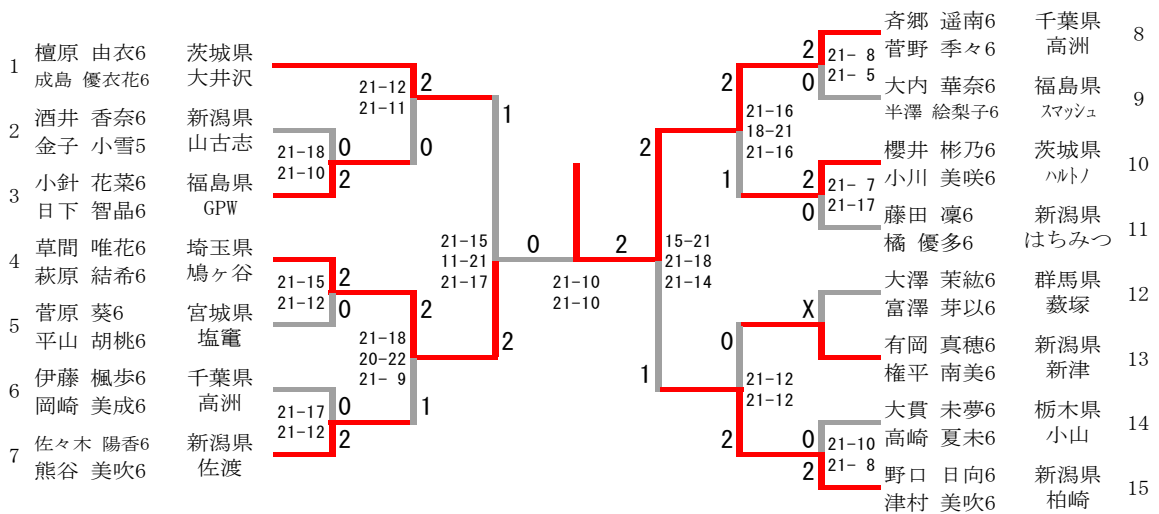 1 檀原 由衣6 茨城県
成島 優衣花6 大井沢
2 酒井 香奈6 新潟県
金子 小雪5 山古志
3 小針 花菜6 福島県
日下 智晶6 GPW
4 草間 唯花6 埼玉県
萩原 結希6 鳩ヶ谷
5 菅原 葵6 宮城県
平山 胡桃6 塩竃
6 伊藤 楓歩6 千葉県
岡崎 美成6 高洲
7 佐々木 陽香6 新潟県
熊谷 美吹6 佐渡
0
21-18
21-10
2
2
21-15
21-12
0
0
21-17
21-12
2
2
21-12
21-11
0
2
21-18
20-22
21- 9
1
1
21-15
11-21
21-17
2
0
2
21-10
21-10
2
15-21
21-18
21-14
1
2
21-16
18-21
21-16
1
0
21-12
21-12
2
2
21- 8
21- 5
0
2
21- 7
21-17
0
X
0
21-10
21- 8
2
斉郷 遥南6 千葉県 8
菅野 季々6 高洲
大内 華奈6 福島県 9
半澤 絵梨子6 スマッシュ
櫻井 彬乃6 茨城県 10
小川 美咲6 ハルトノ
藤田 凜6 新潟県 11
橘 優多6 はちみつ
大澤 茉紘6 群馬県 12
富澤 芽以6 薮塚
有岡 真穂6 新潟県 13
権平 南美6 新津
大貫 未夢6 栃木県 14
高崎 夏未6 小山
野口 日向6 新潟県 15
津村 美吹6 柏崎